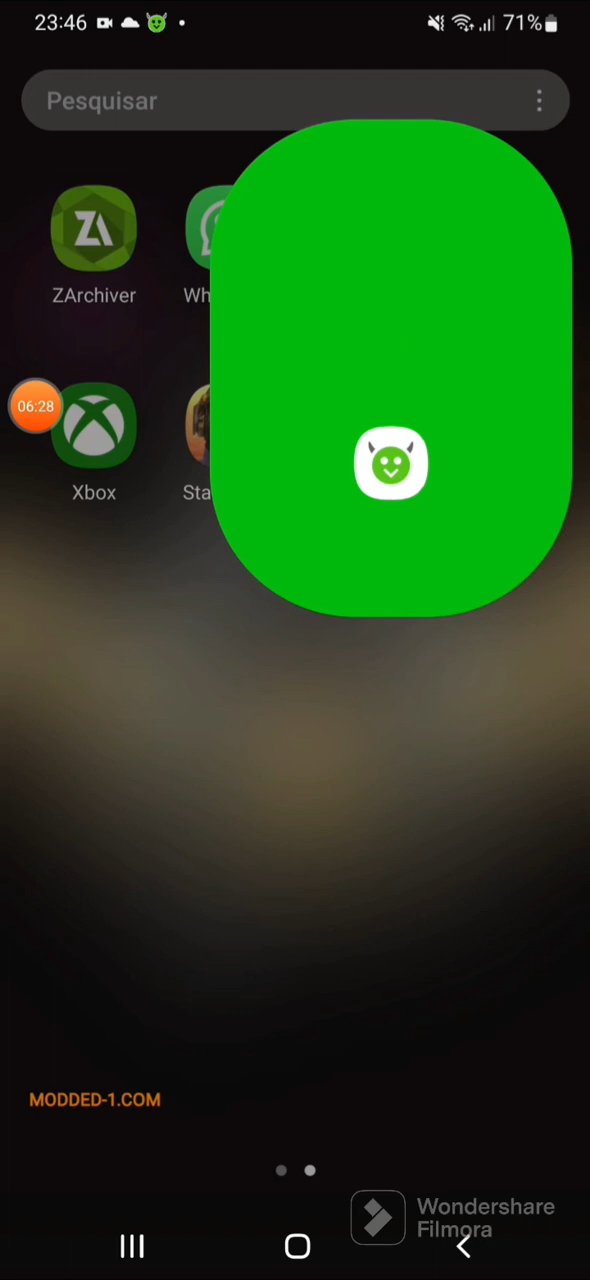 23:46
71%
Pesquisar
ZArchiver
Wh
06:28
Xbox
Sta
MODDED-1.COM
Wondershare
Filmora